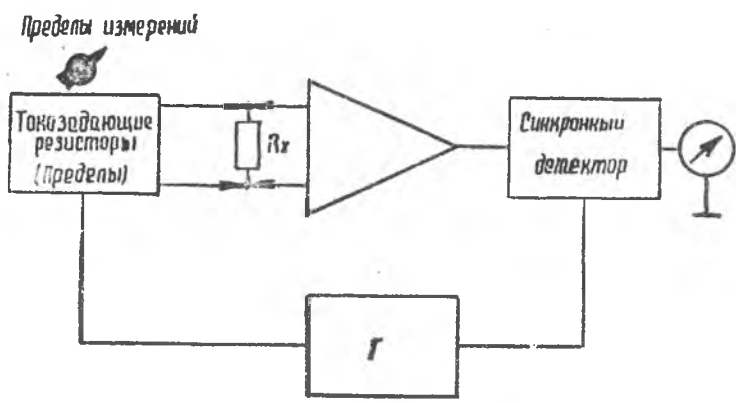 Пределы измерений
Токозадающие
резисторы
(Пределы)
Rx
Синхронный
детектор
Г